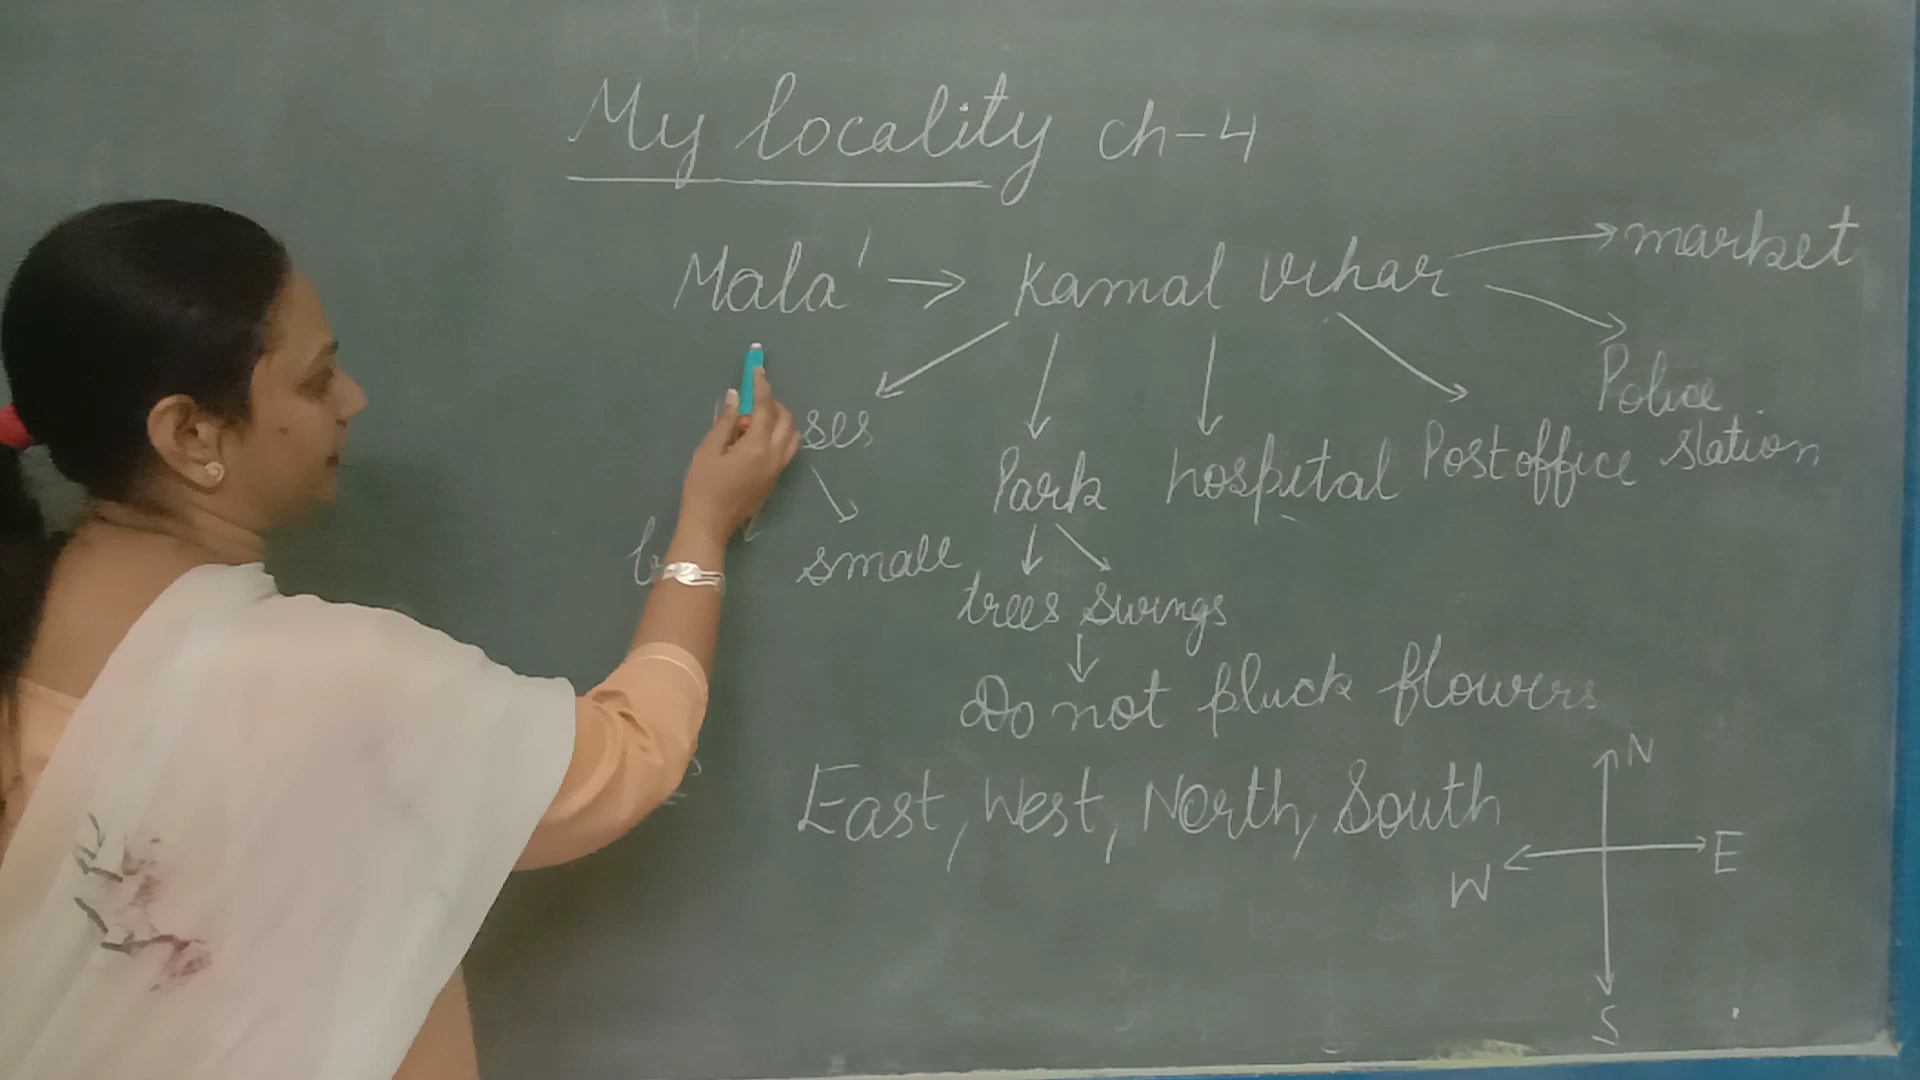 My locality ch-4
Mala' → Kamal Vihar → market
Police station
ses Park hospital Post office
small
trees swings
Do not pluck flowers
East, West, North, South
N
W E
S